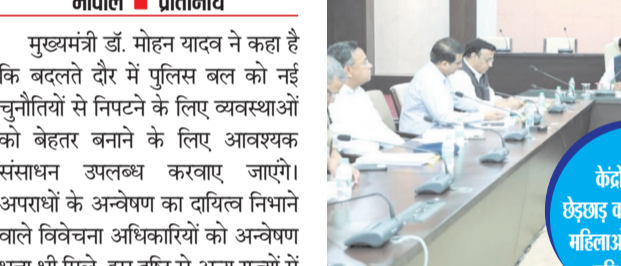 भोपाल ■ प्रतिनिधि
मुख्यमंत्री डॉ. मोहन यादव ने कहा है
कि बदलते दौर में पुलिस बल को नई
चुनौतियों से निपटने के लिए व्यवस्थाओं
को बेहतर बनाने के लिए आवश्यक
संसाधन उपलब्ध करवाए जाएंगे।
अपराधों के अन्वेषण का दायित्व निभाने
वाले विवेचना अधिकारियों को अन्वेषण
छेड़छाड़